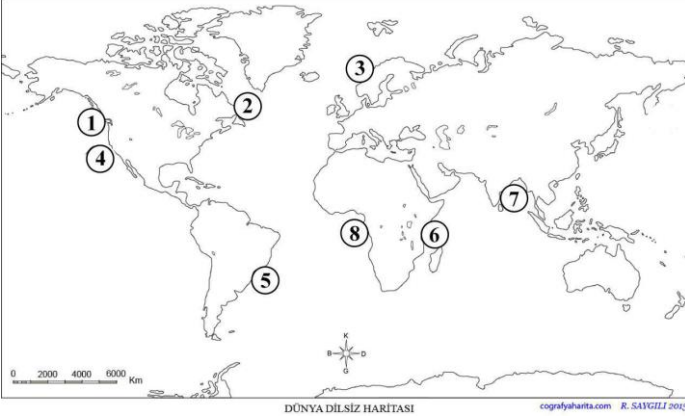 3
2
1
4
7
8
6
5
K
B D
G
0 2000 4000 6000 Km
DÜNYA DİLSİZ HARİTASI
cografyaharita.com R. SAYGILI 2015